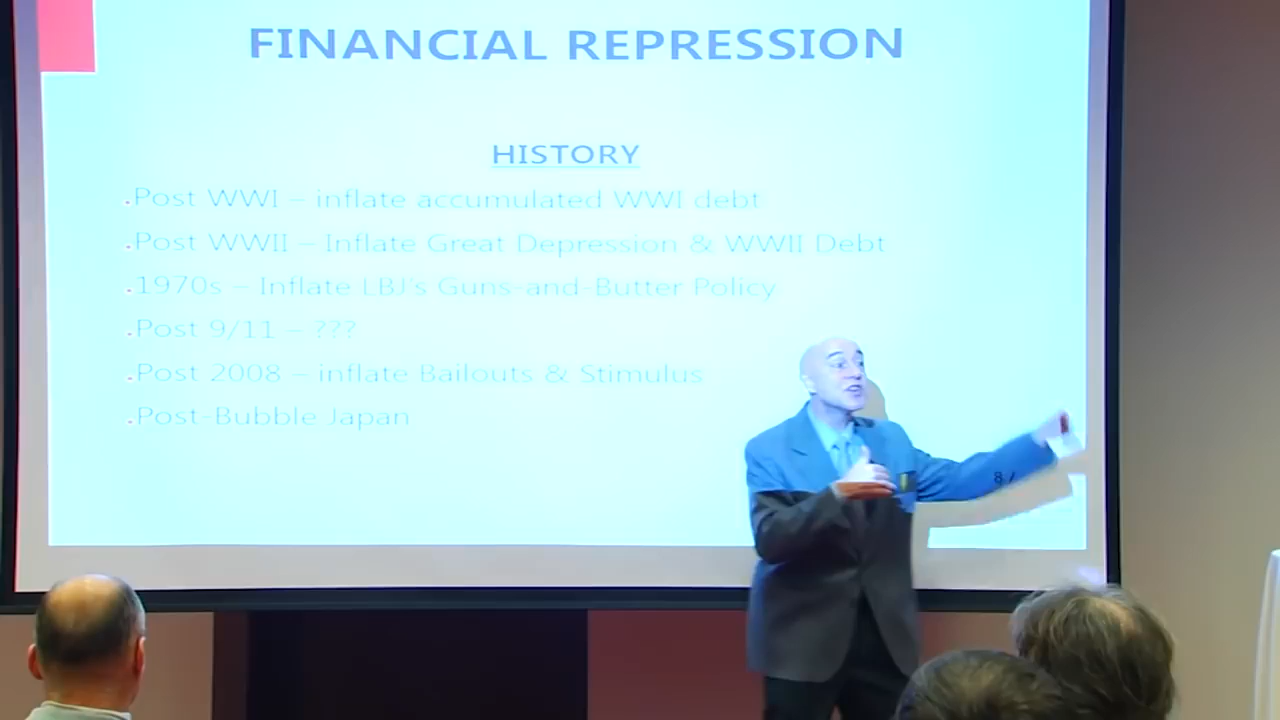 FINANCIAL REPRESSION
HISTORY
.Post WWI – inflate accumulated WWI debt
.Post WWII – Inflate Great Depression & WWII Debt
.1970s – Inflate LBJ's Guns-and-Butter Policy
.Post 9/11 – ???
.Post 2008 – inflate Bailouts & Stimulus
.Post-Bubble Japan
8 /